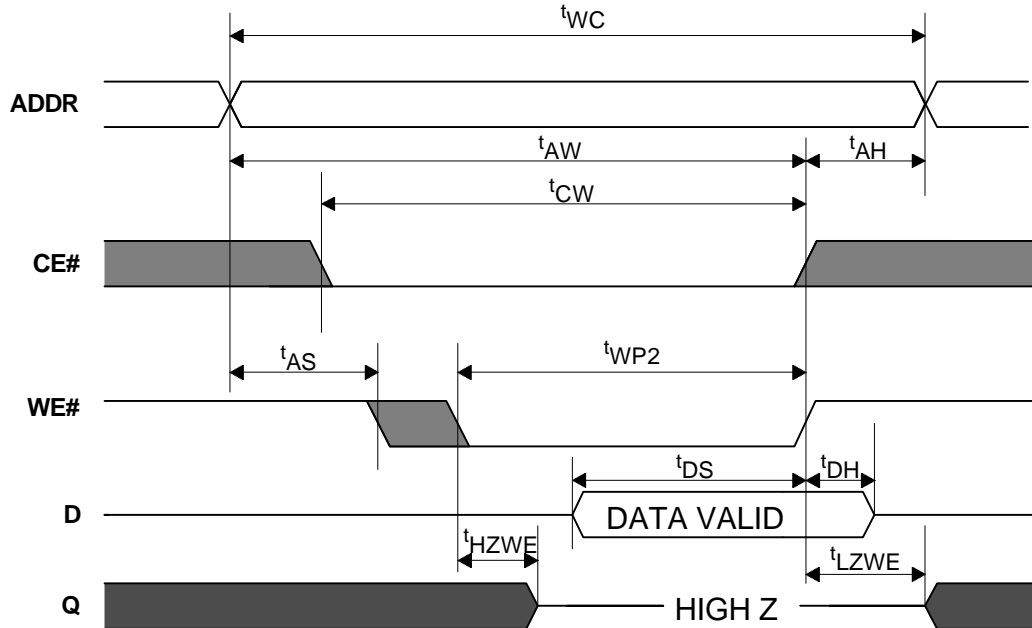 tWC
ADDR
tAW
tAH
tCW
CE#
tAS
tWP2
WE#
tDS
tDH
D
DATA VALID
tHZWE
tLZWE
Q
HIGH Z